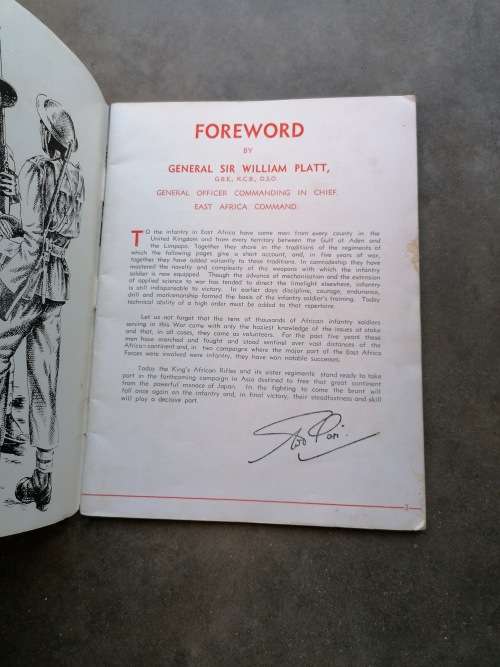 FOREWORD
BY
GENERAL SIR WILLIAM PLATT,
G.B.E., K.C.B., D.S.O.
GENERAL OFFICER COMMANDING IN CHIEF,
EAST AFRICA COMMAND.
TO the infantry in East Africa have come men from every county in the
United Kingdom and from every territory between the Gulf of Aden and
the Limpopo. Together they share in the traditions of the regiments of
which the following pages give a short account, and, in five years of war,
together they have added valiantly to these traditions. In comradeship they have
mastered the novelty and complexity of the weapons with which the infantry
soldier is now equipped. Though the advance of mechanisation and the extension
of applied science to war has tended to direct the limelight elsewhere, infantry
is still indispensable to victory. In earlier days discipline, courage, endurance,
drill and marksmanship formed the basis of the infantry soldier's training. Today
technical ability of a high order must be added to that repertoire.
Let us not forget that the tens of thousands of African infantry soldiers
serving in this War came with only the haziest knowledge of the issues at stake
and that, in all cases, they came as volunteers. For the past five years these
men have marched and fought and stood sentinel over vast distances of the
African continent and, in two campaigns where the major part of the East Africa
Forces were involved were infantry, they have won notable successes.
Today the King's African Rifles and its sister regiments stand ready to take
part in the forthcoming campaign in Asia destined to free that great continent
from the powerful menace of Japan. In the fighting to come the brunt will
fall once again on the infantry and, in final victory, their steadfastness and skill
will play a decisive part.